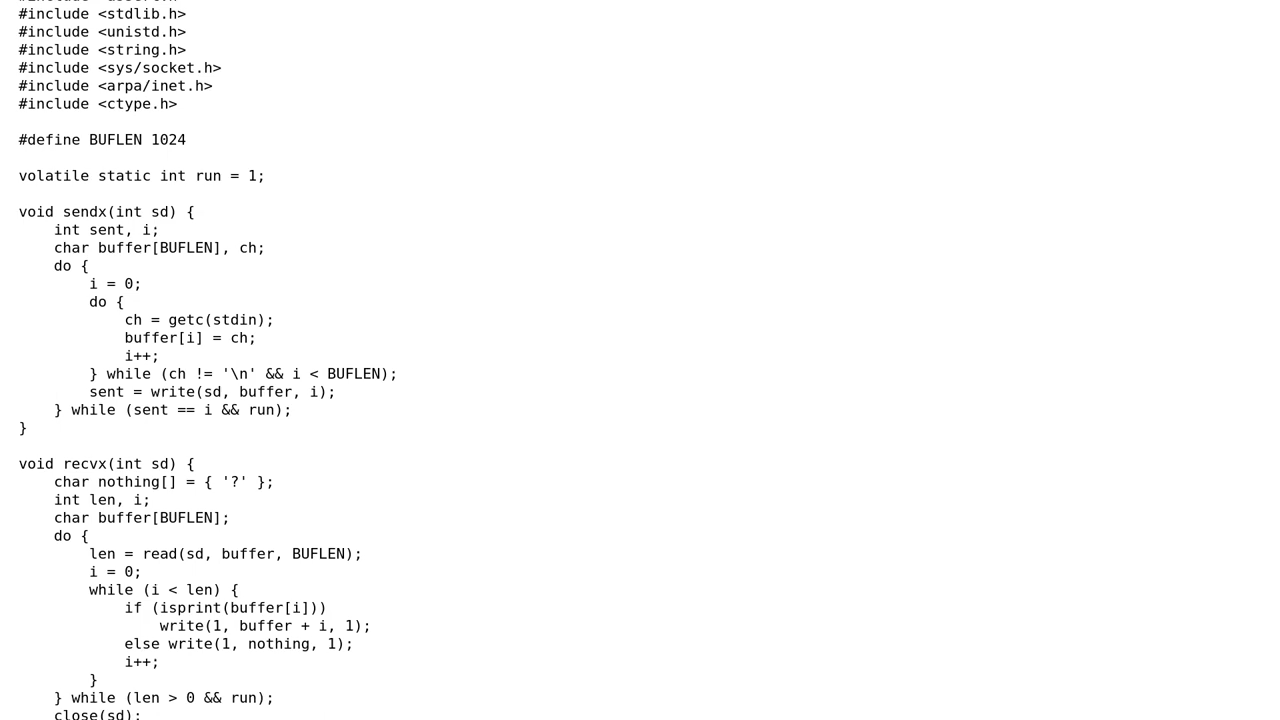 #include <assert.h>
#include <stdlib.h>
#include <unistd.h>
#include <string.h>
#include <sys/socket.h>
#include <arpa/inet.h>
#include <ctype.h>

#define BUFLEN 1024

volatile static int run = 1;

void sendx(int sd) {
    int sent, i;
    char buffer[BUFLEN], ch;
    do {
        i = 0;
        do {
            ch = getc(stdin);
            buffer[i] = ch;
            i++;
        } while (ch != '\n' && i < BUFLEN);
        sent = write(sd, buffer, i);
    } while (sent == i && run);
}

void recvx(int sd) {
    char nothing[] = { '?' };
    int len, i;
    char buffer[BUFLEN];
    do {
        len = read(sd, buffer, BUFLEN);
        i = 0;
        while (i < len) {
            if (isprint(buffer[i]))
                write(1, buffer + i, 1);
            else write(1, nothing, 1);
            i++;
        }
    } while (len > 0 && run);
    close(sd);